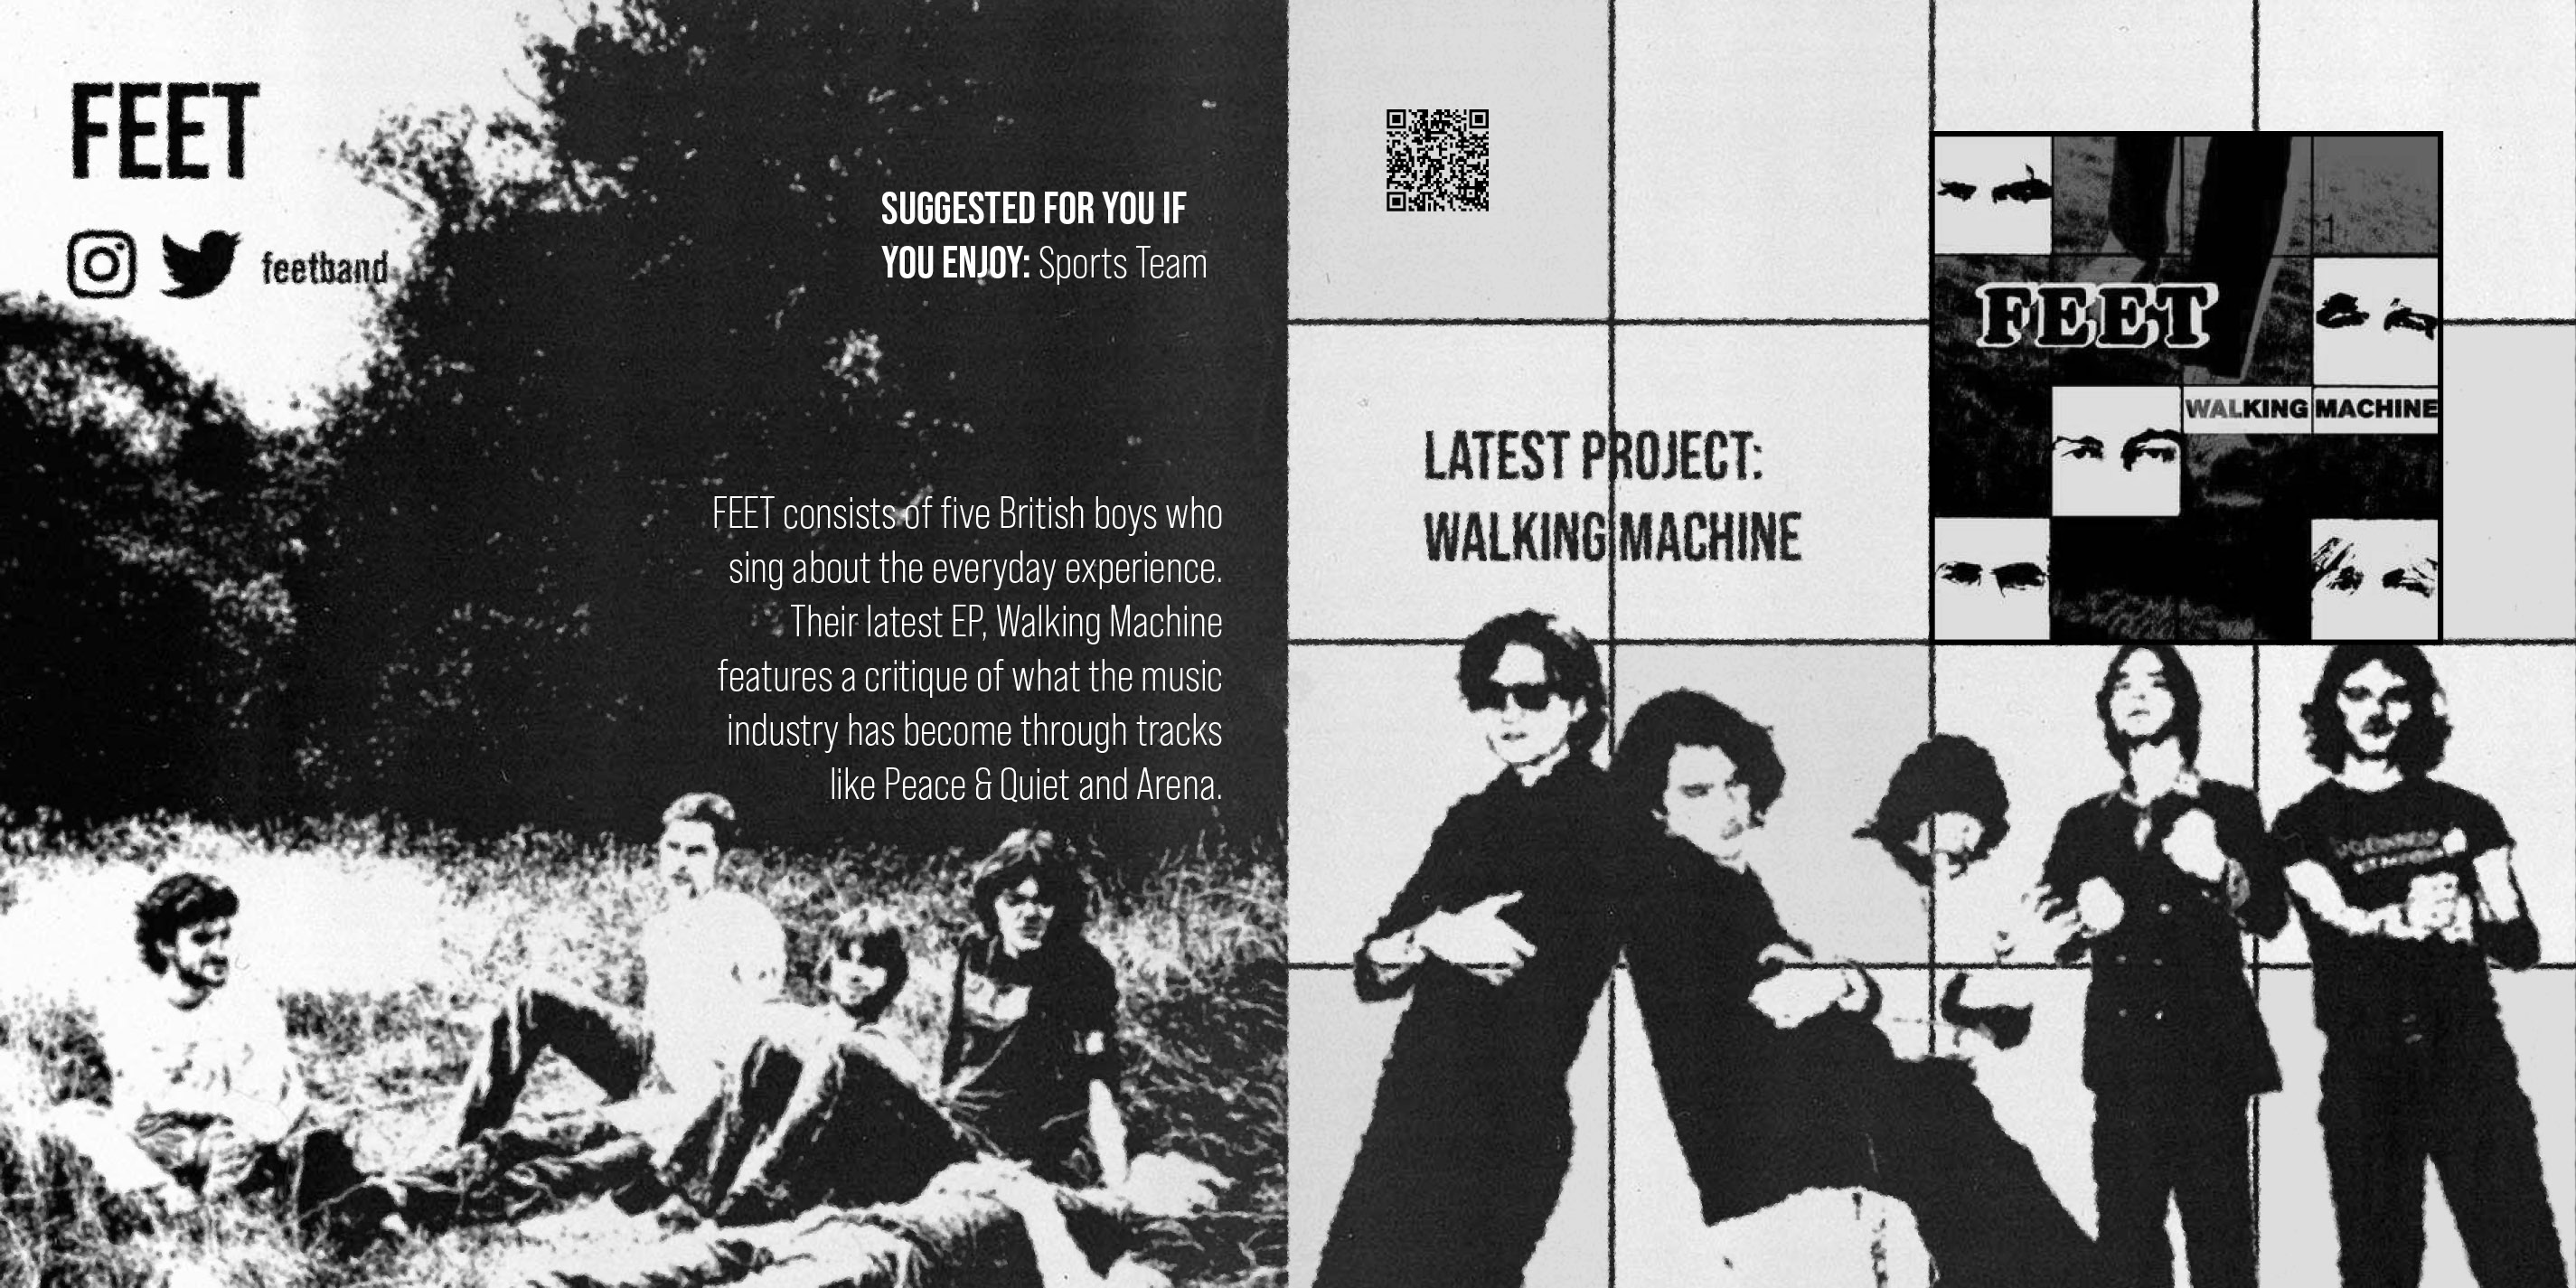 FEET
feetband
SUGGESTED FOR YOU IF
YOU ENJOY: Sports Team
FEET consists of five British boys who
sing about the everyday experience.
Their latest EP, Walking Machine
features a critique of what the music
industry has become through tracks
like Peace & Quiet and Arena.
LATEST PROJECT:
WALKING MACHINE
FEET
WALKING MACHINE